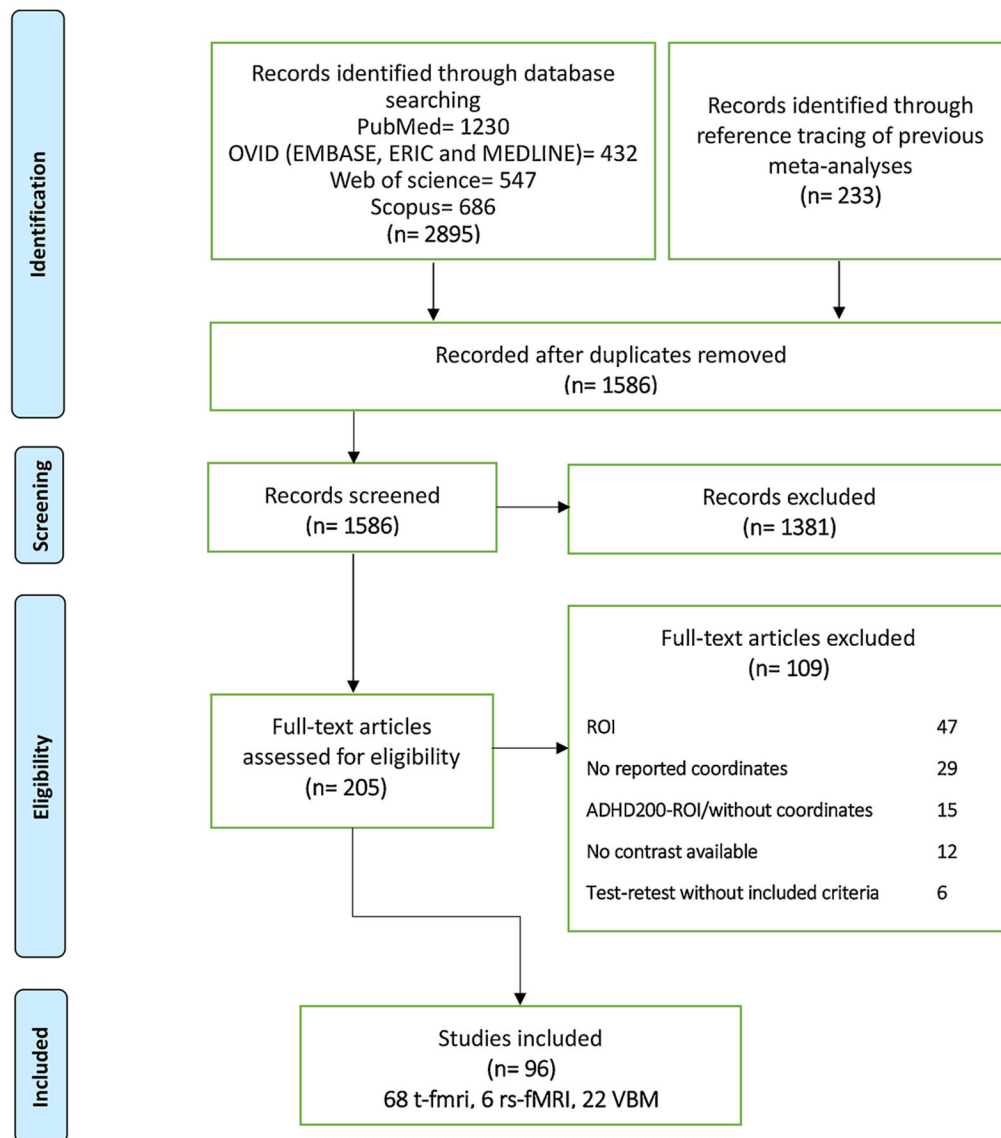 Identification
Records identified through database
searching
PubMed= 1230
OVID (EMBASE, ERIC and MEDLINE)= 432
Web of science= 547
Scopus= 686
(n= 2895)
Records identified through
reference tracing of previous
meta-analyses
(n= 233)
Recorded after duplicates removed
(n= 1586)
Screening
Records screened
(n= 1586)
Records excluded
(n= 1381)
Eligibility
Full-text articles
assessed for eligibility
(n= 205)
Full-text articles excluded
(n= 109)
ROI 47
No reported coordinates 29
ADHD200-ROI/without coordinates 15
No contrast available 12
Test-retest without included criteria 6
Included
Studies included
(n= 96)
68 t-fmri, 6 rs-fMRI, 22 VBM